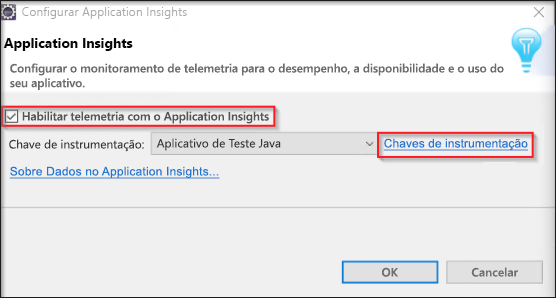 Configurar Application Insights
Application Insights
Configurar o monitoramento de telemetria para o desempenho, a disponibilidade e o uso do
seu aplicativo.
Habilitar telemetria com o Application Insights
Chave de instrumentação: Aplicativo de Teste Java Chaves de instrumentação
Sobre Dados no Application Insights...
OK Cancelar